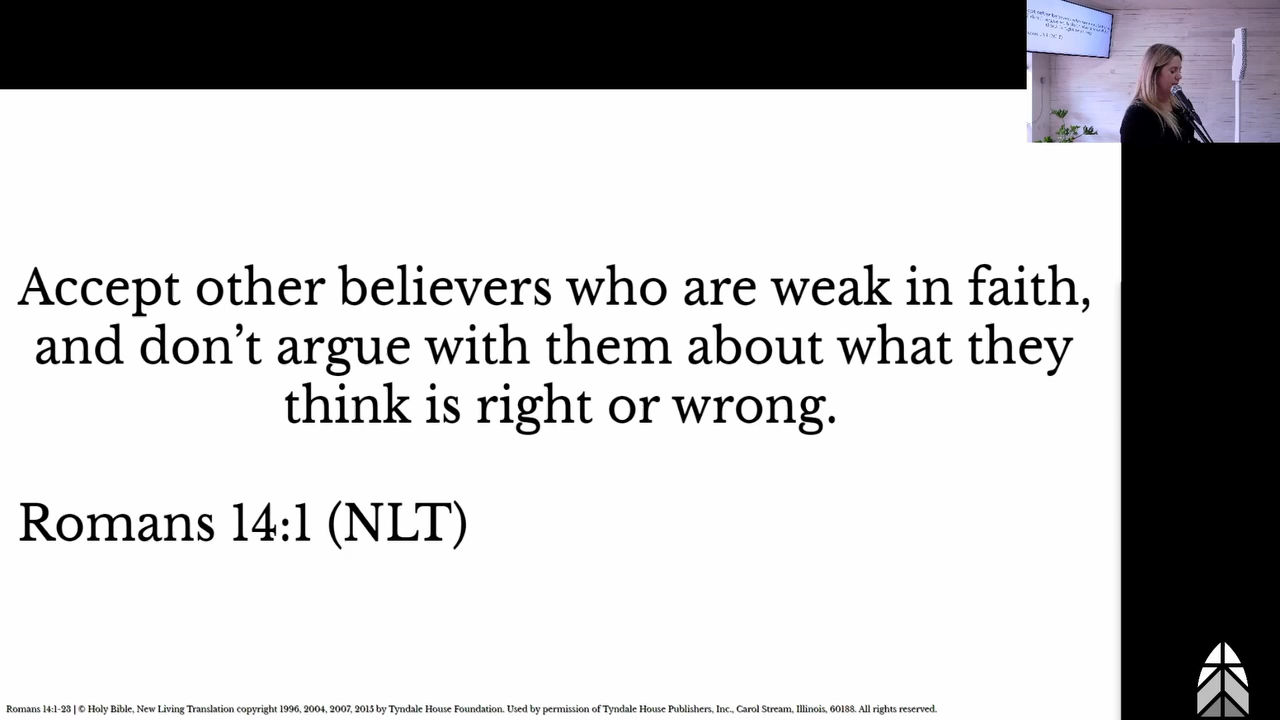 Accept other believers who are weak in faith,
and don’t argue with them about what they
think is right or wrong.
Romans 14:1 (NLT)
Romans 14:1-23 | © Holy Bible, New Living Translation copyright 1996, 2004, 2007, 2015 by Tyndale House Foundation. Used by permission of Tyndale House Publishers, Inc., Carol Stream, Illinois, 60188. All rights reserved.